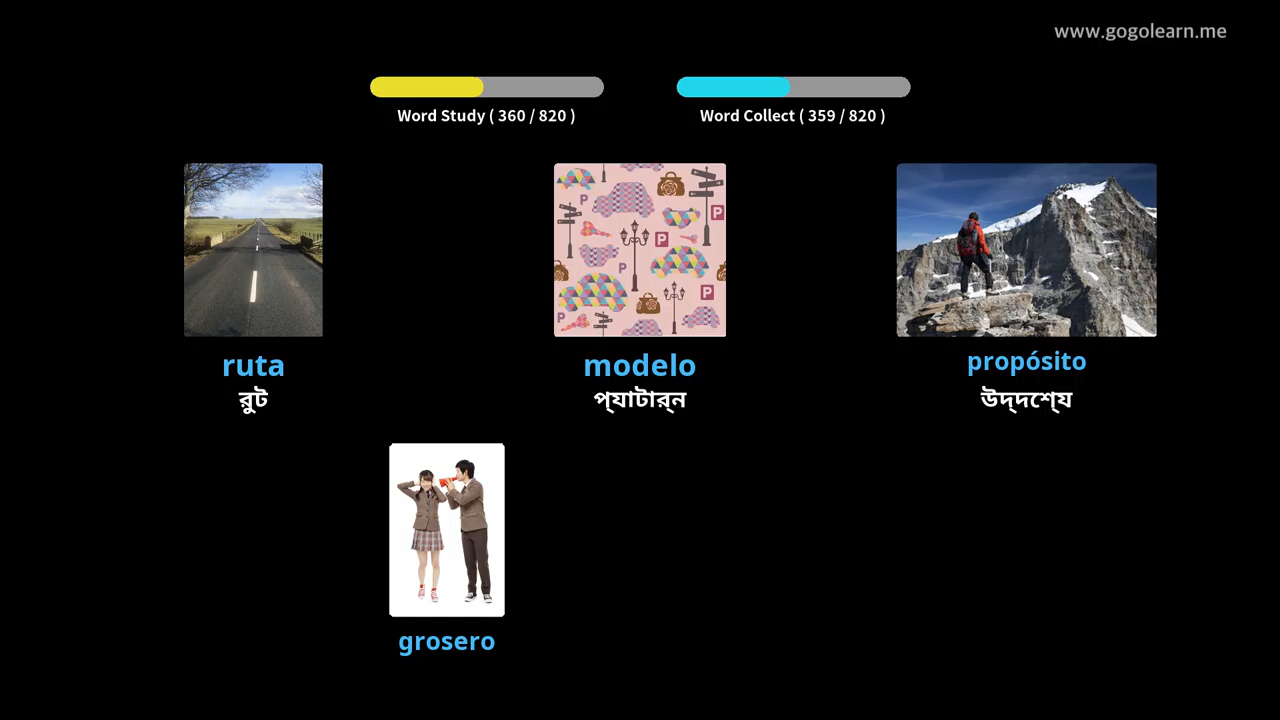 www.gogolearn.me
Word Study ( 360 / 820 )
Word Collect ( 359 / 820 )
ruta
রুট
modelo
প্যাটার্ন
propósito
উদ্দেশ্য
grosero